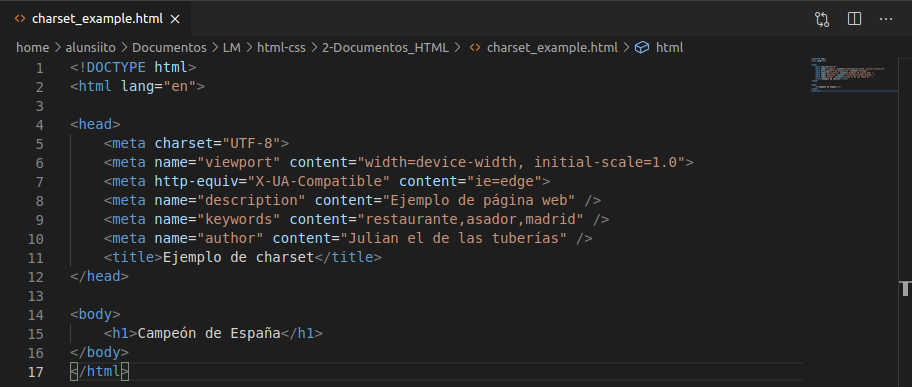 charset_example.html
home > alunsiito > Documentos > LM > html-css > 2-Documentos_HTML > charset_example.html > html
1 <!DOCTYPE html>
2 <html lang="en">
3
4 <head>
5     <meta charset="UTF-8">
6     <meta name="viewport" content="width=device-width, initial-scale=1.0">
7     <meta http-equiv="X-UA-Compatible" content="ie=edge">
8     <meta name="description" content="Ejemplo de página web" />
9     <meta name="keywords" content="restaurante,asador,madrid" />
10     <meta name="author" content="Julian el de las tuberías" />
11     <title>Ejemplo de charset</title>
12 </head>
13
14 <body>
15     <h1>Campeón de España</h1>
16 </body>
17 </html>